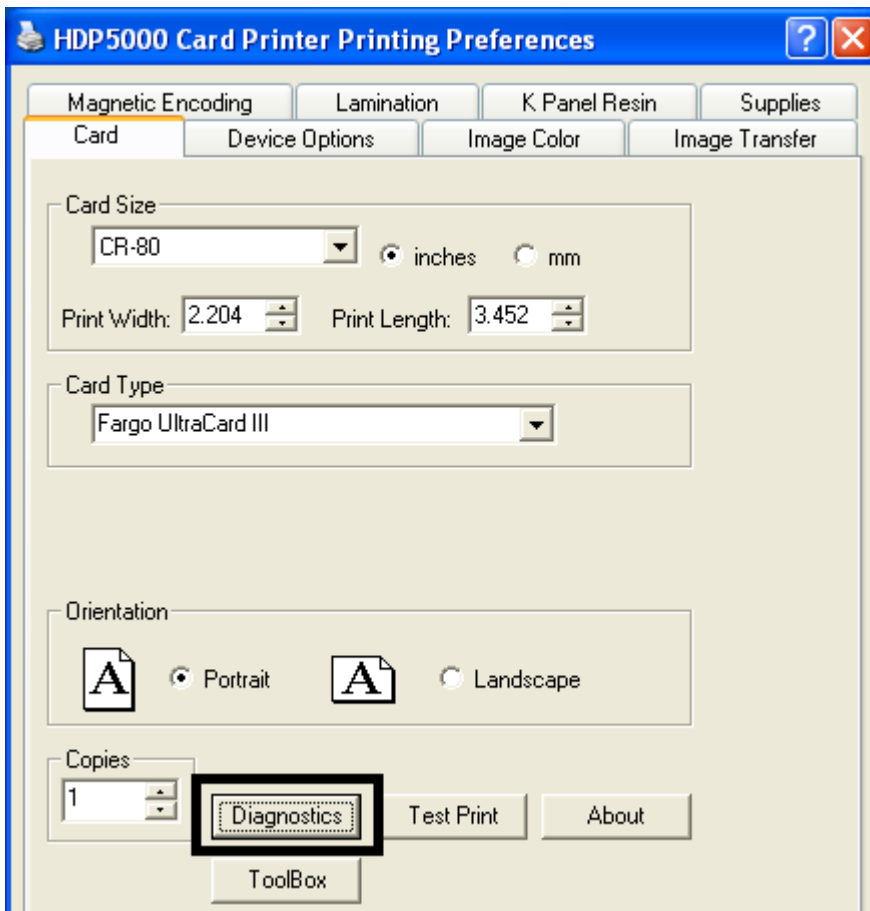 HDP5000 Card Printer Printing Preferences
Magnetic Encoding Lamination K Panel Resin Supplies
Card Device Options Image Color Image Transfer
Card Size
CR-80 inches mm
Print Width: 2.204 Print Length: 3.452
Card Type
Fargo UltraCard III
Orientation
A Portrait A Landscape
Copies
1 Diagnostics Test Print About
ToolBox